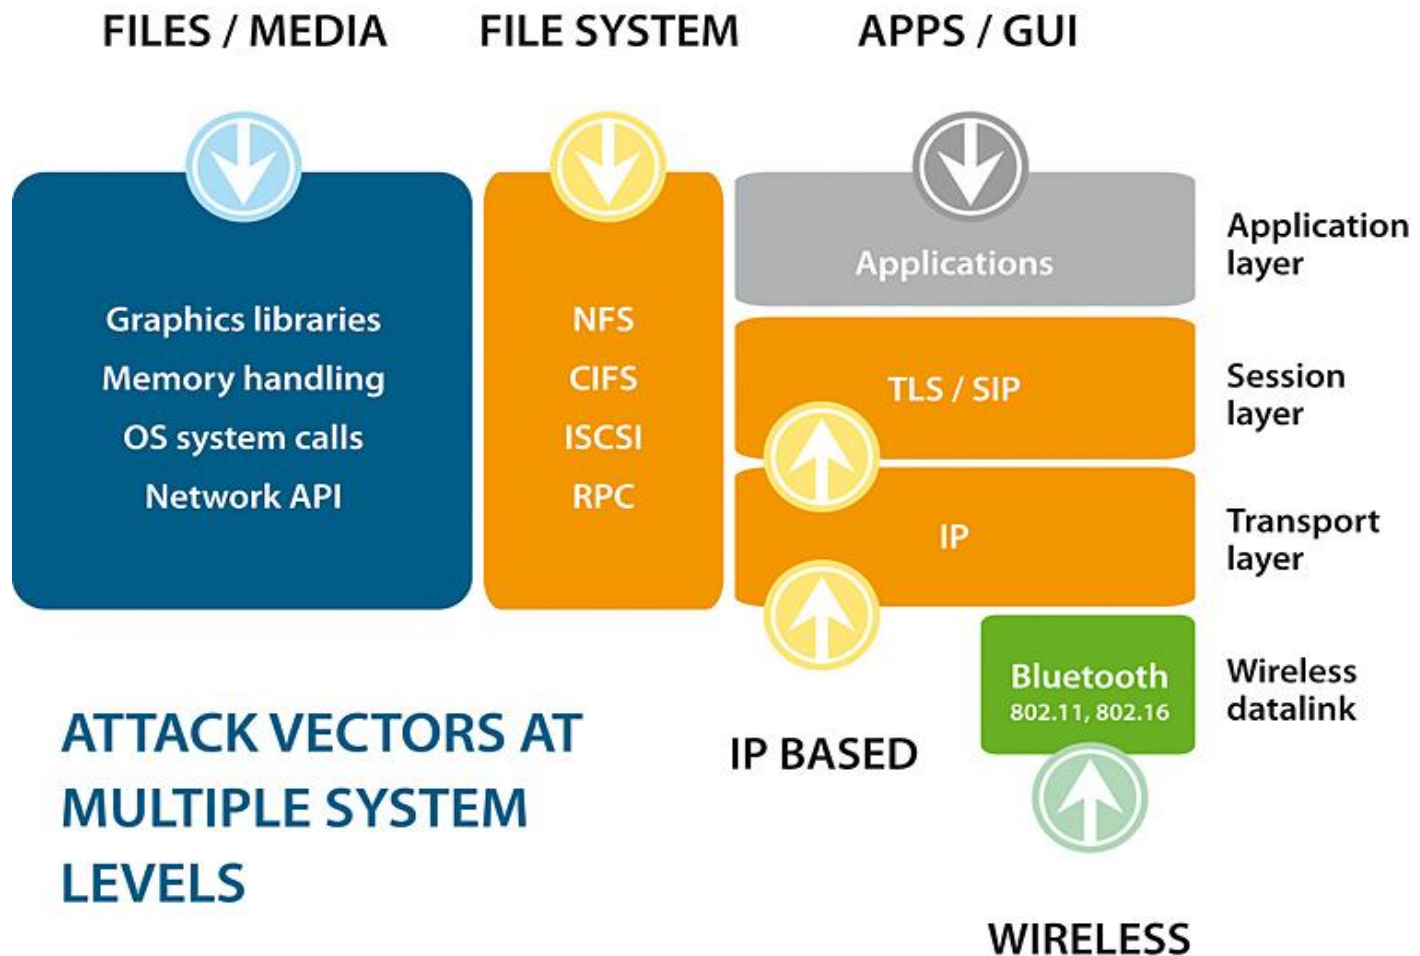 FILES / MEDIA
FILE SYSTEM
APPS / GUI
Graphics libraries
Memory handling
OS system calls
Network API
NFS
CIFS
ISCSI
RPC
Applications
Application
layer
TLS / SIP
Session
layer
IP
Transport
layer
Bluetooth
802.11, 802.16
Wireless
datalink
IP BASED
WIRELESS
ATTACK VECTORS AT
MULTIPLE SYSTEM
LEVELS